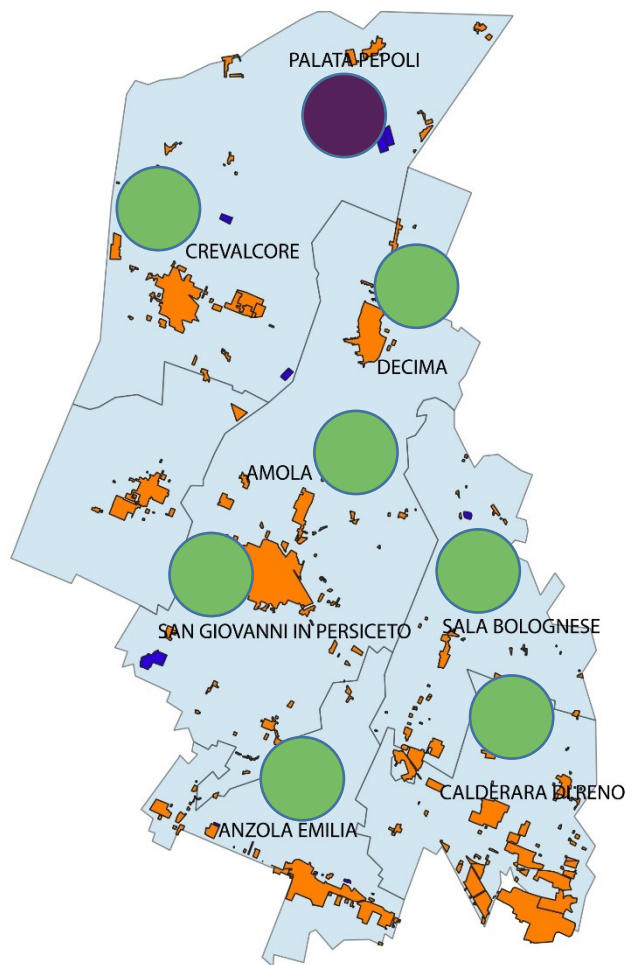 PALATA PEPOLI
CREVALCORE
DECIMA
AMOLA
SAN GIOVANNI IN PERSICETO
SALA BOLOGNESE
CALDERARA DI RENO
ANZOLA EMILIA